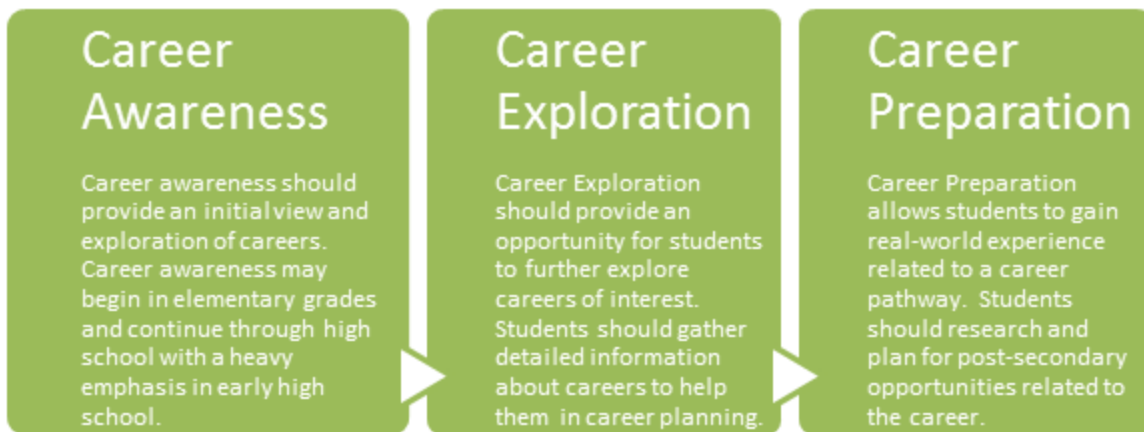 Career
Awareness
Career awareness should
provide an initial view and
exploration of careers.
Career awareness may
begin in elementary grades
and continue through high
school with a heavy
emphasis in early high
school.
Career
Exploration
Career Exploration
should provide an
opportunity for students
to further explore
careers of interest.
Students should gather
detailed information
about careers to help
them in career planning.
Career
Preparation
Career Preparation
allows students to gain
real-world experience
related to a career
pathway. Students
should research and
plan for post-secondary
opportunities related to
the career.